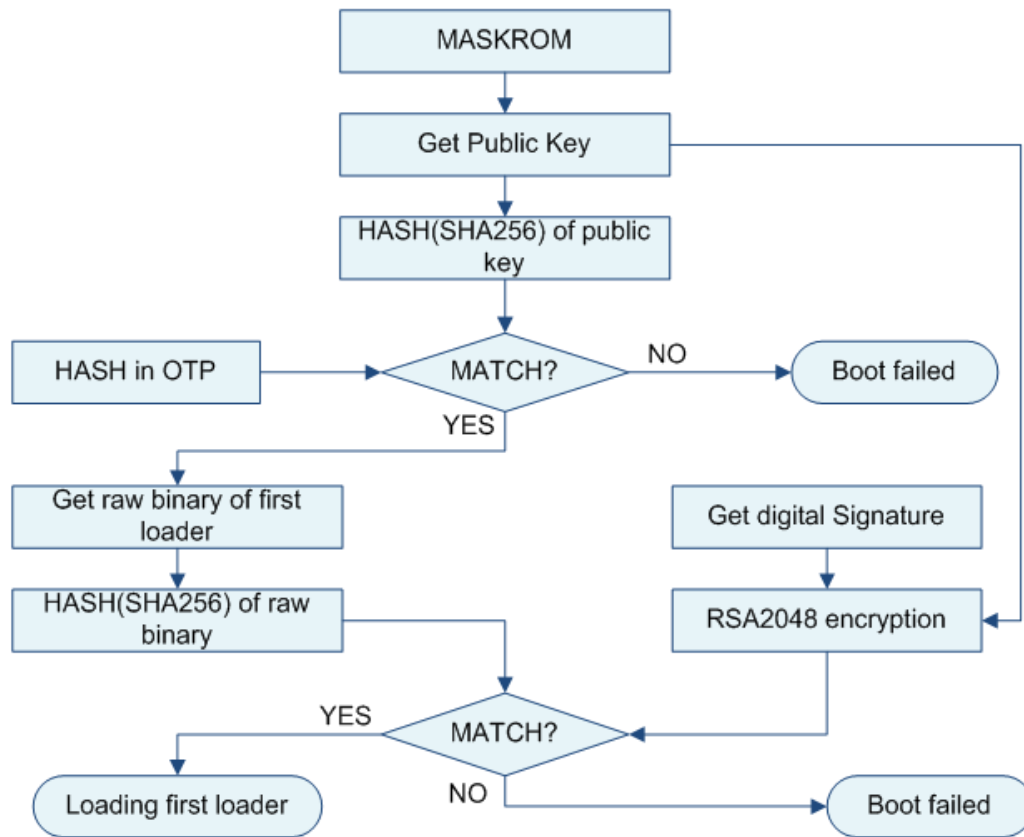 MASKROM
Get Public Key
HASH(SHA256) of public
key
HASH in OTP
MATCH?
NO
Boot failed
YES
Get raw binary of first
loader
Get digital Signature
HASH(SHA256) of raw
binary
RSA2048 encryption
YES
MATCH?
NO
Loading first loader
Boot failed